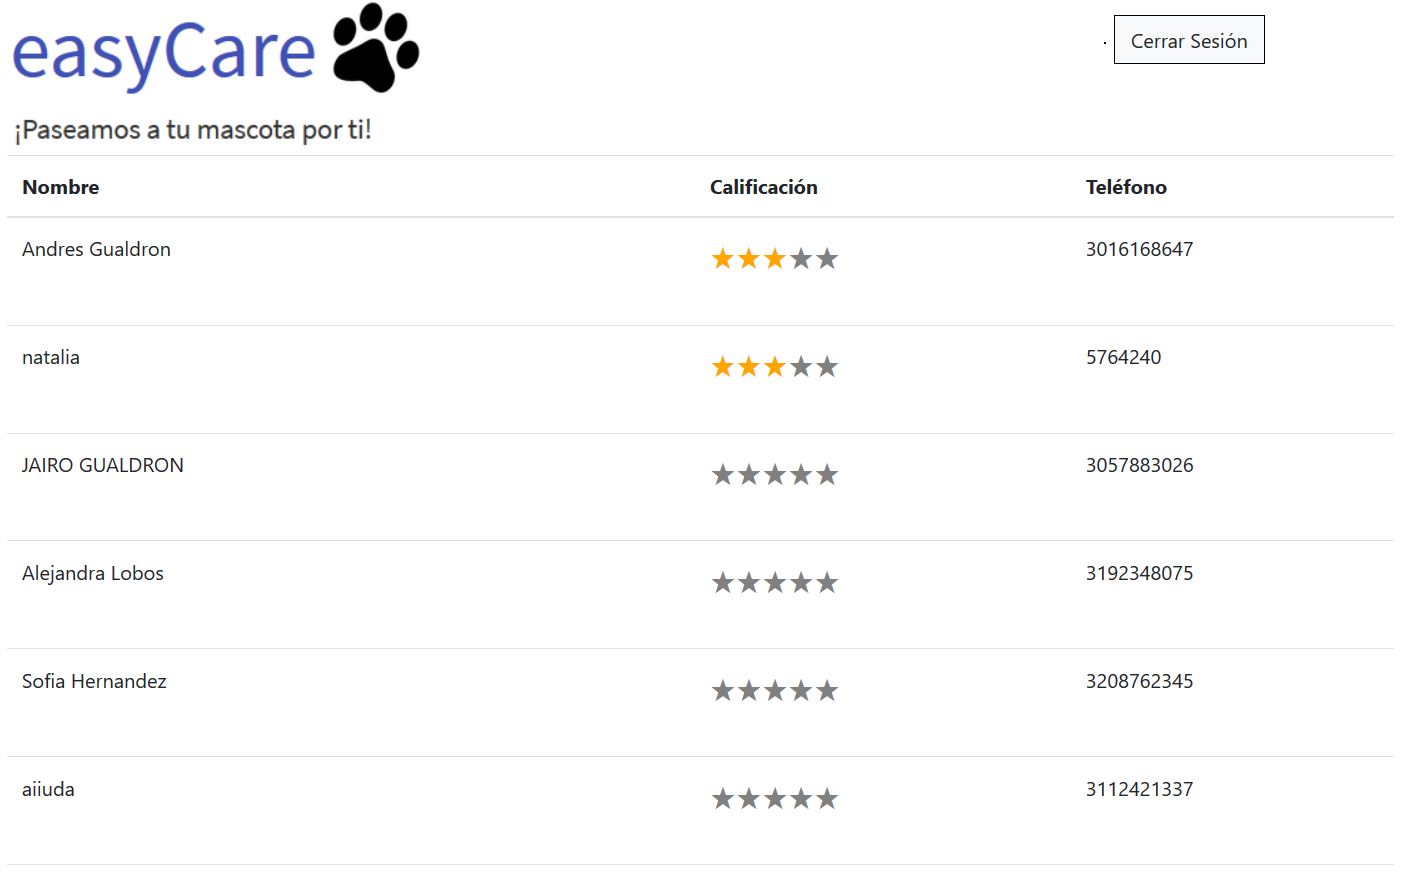 easyCare
Cerrar Sesión
¡Paseamos a tu mascota por ti!
Nombre Calificación Teléfono
Andres Gualdron 3016168647
natalia 5764240
JAIRO GUALDRON 3057883026
Alejandra Lobos 3192348075
Sofia Hernandez 3208762345
aiiuda 3112421337